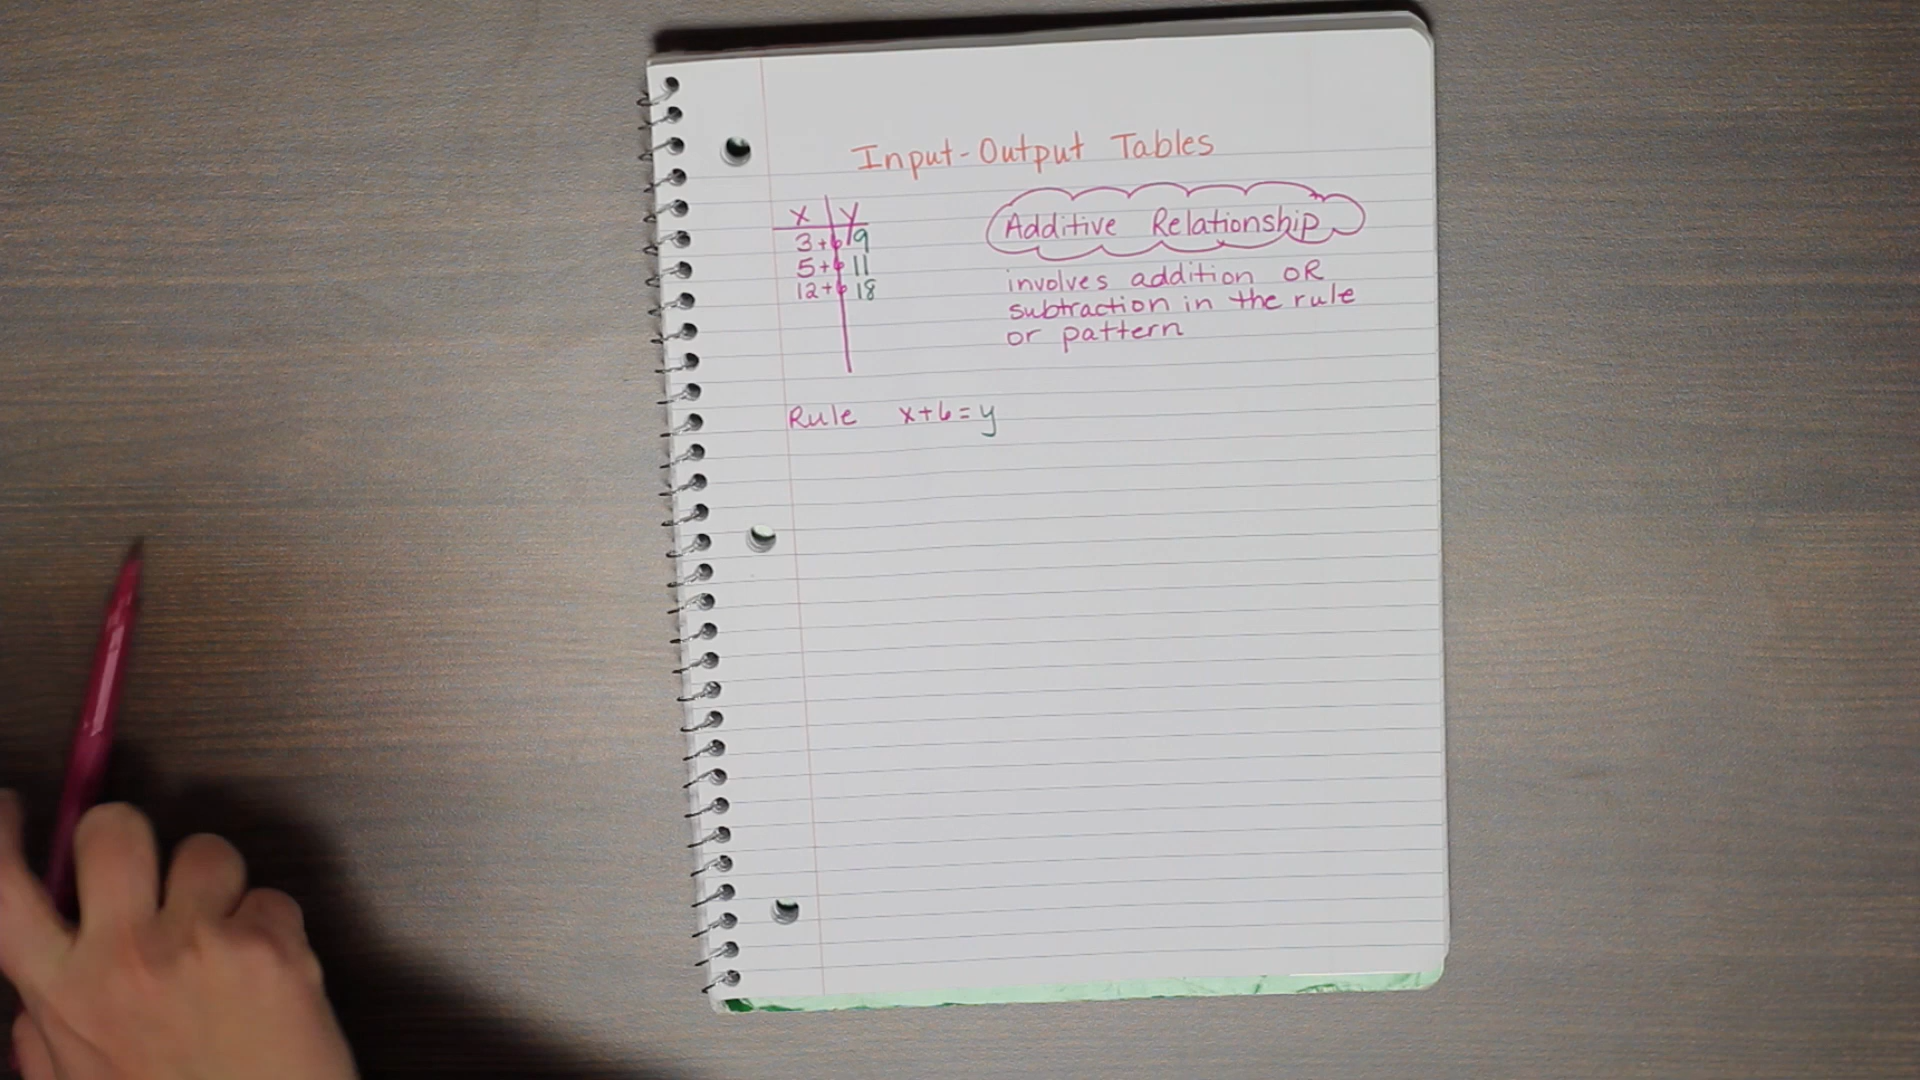 Input-Output Tables
x y
3+6 9
5+6 11
12+6 18
Additive Relationship
involves addition OR
subtraction in the rule
or pattern
Rule x+6=y